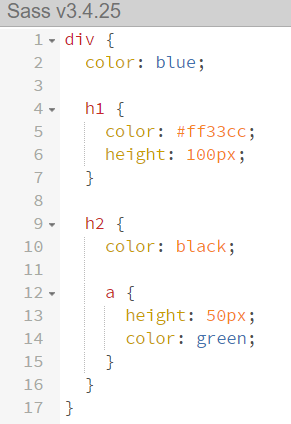 Sass v3.4.25
1 div {
2   color: blue;
3
4   h1 {
5     color: #ff33cc;
6     height: 100px;
7   }
8
9   h2 {
10     color: black;
11
12     a {
13       height: 50px;
14       color: green;
15     }
16   }
17 }